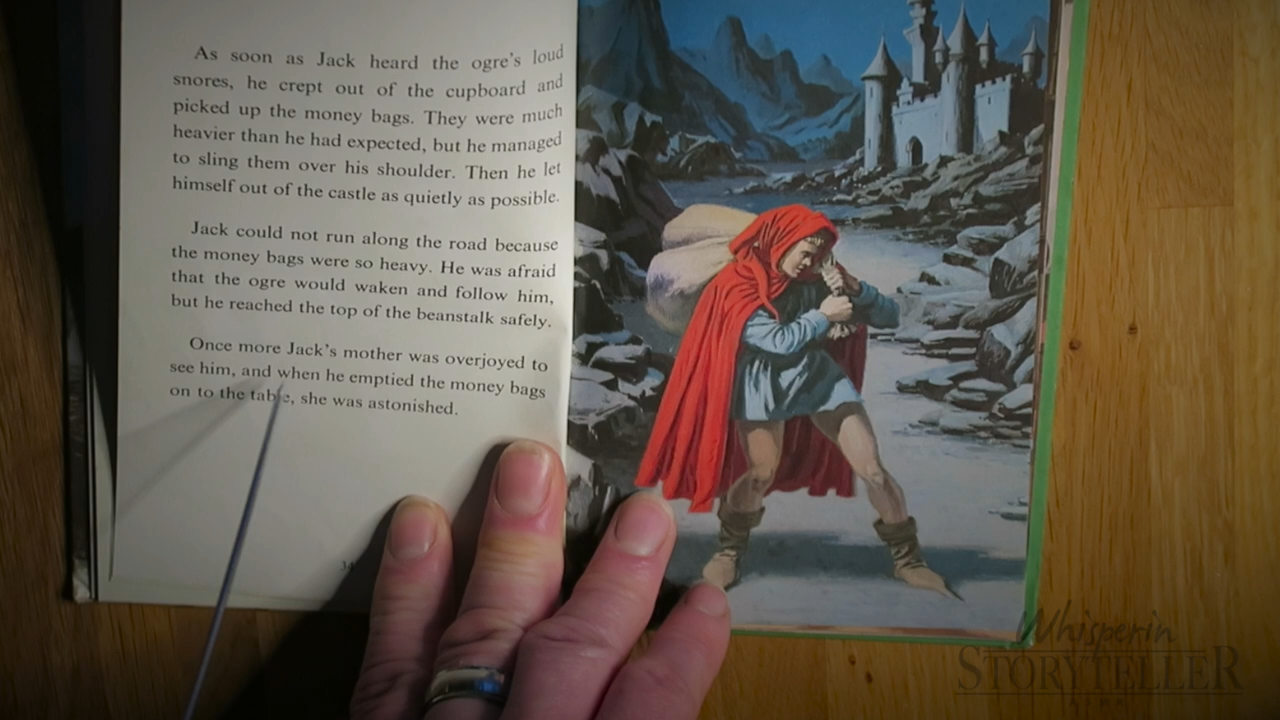 As soon as Jack heard the ogre's loud
snores, he crept out of the cupboard and
picked up the money bags. They were much
heavier than he had expected, but he managed
to sling them over his shoulder. Then he let
himself out of the castle as quietly as possible.
Jack could not run along the road because
the money bags were so heavy. He was afraid
that the ogre would waken and follow him,
but he reached the top of the beanstalk safely.
Once more Jack's mother was overjoyed to
see him, and when he emptied the money bags
on to the table, she was astonished.
Whisperin
STORYTELLER